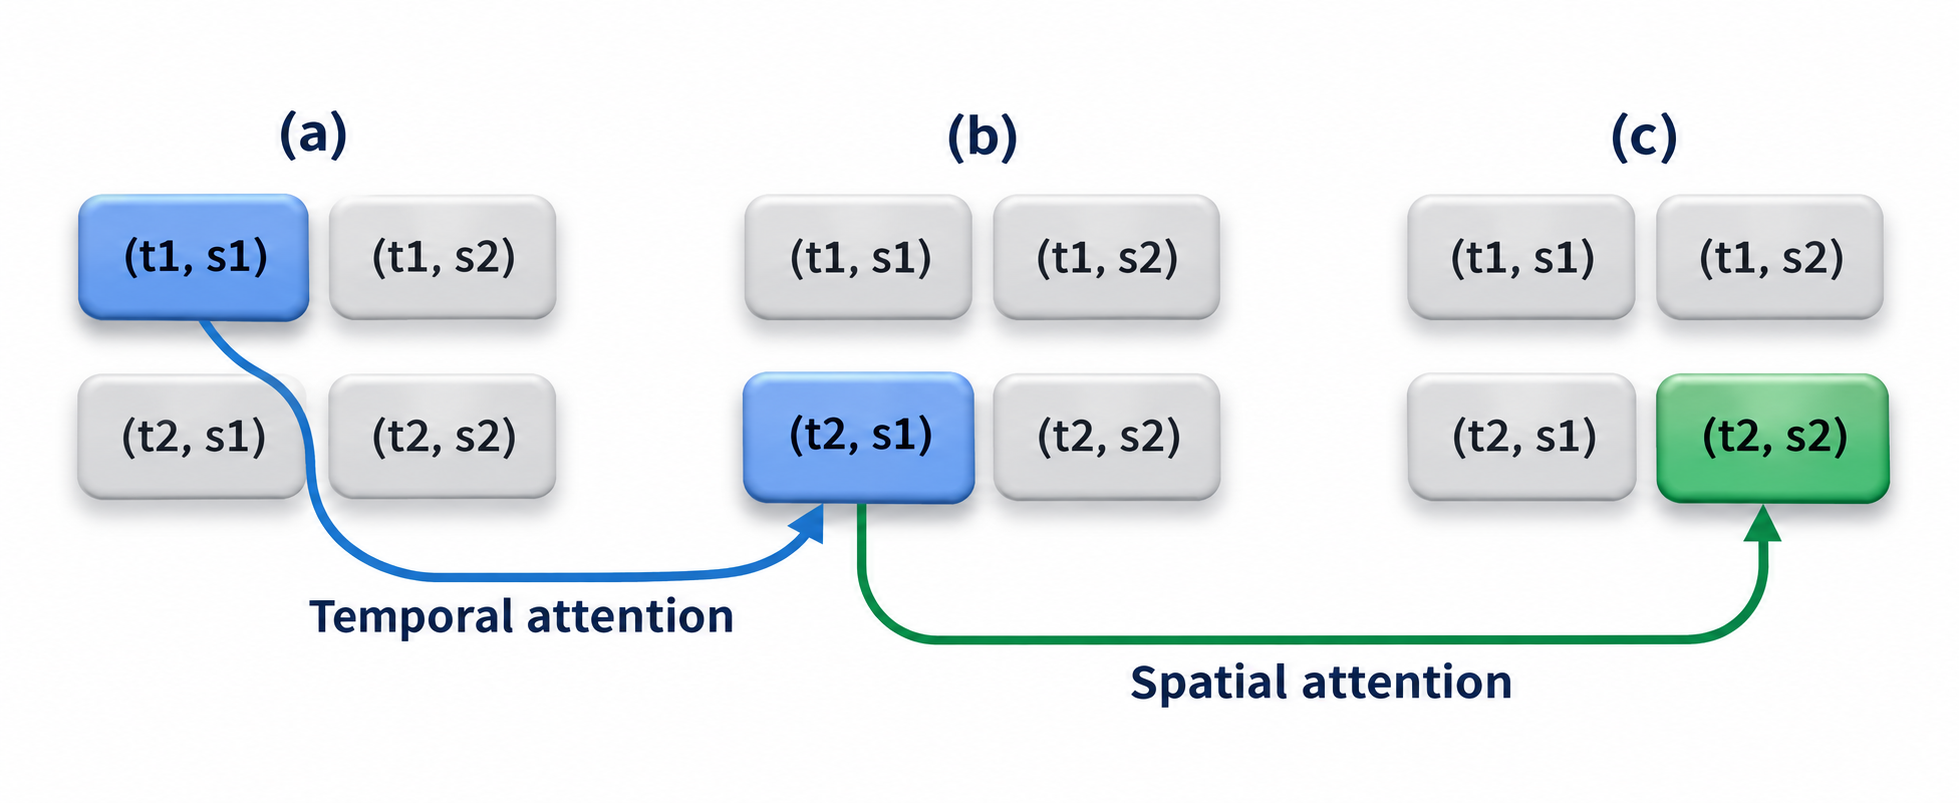 (a)
(t1, s1) (t1, s2)
(t2, s1) (t2, s2)
(b)
(t1, s1) (t1, s2)
(t2, s1) (t2, s2)
(c)
(t1, s1) (t1, s2)
(t2, s1) (t2, s2)
Temporal attention
Spatial attention